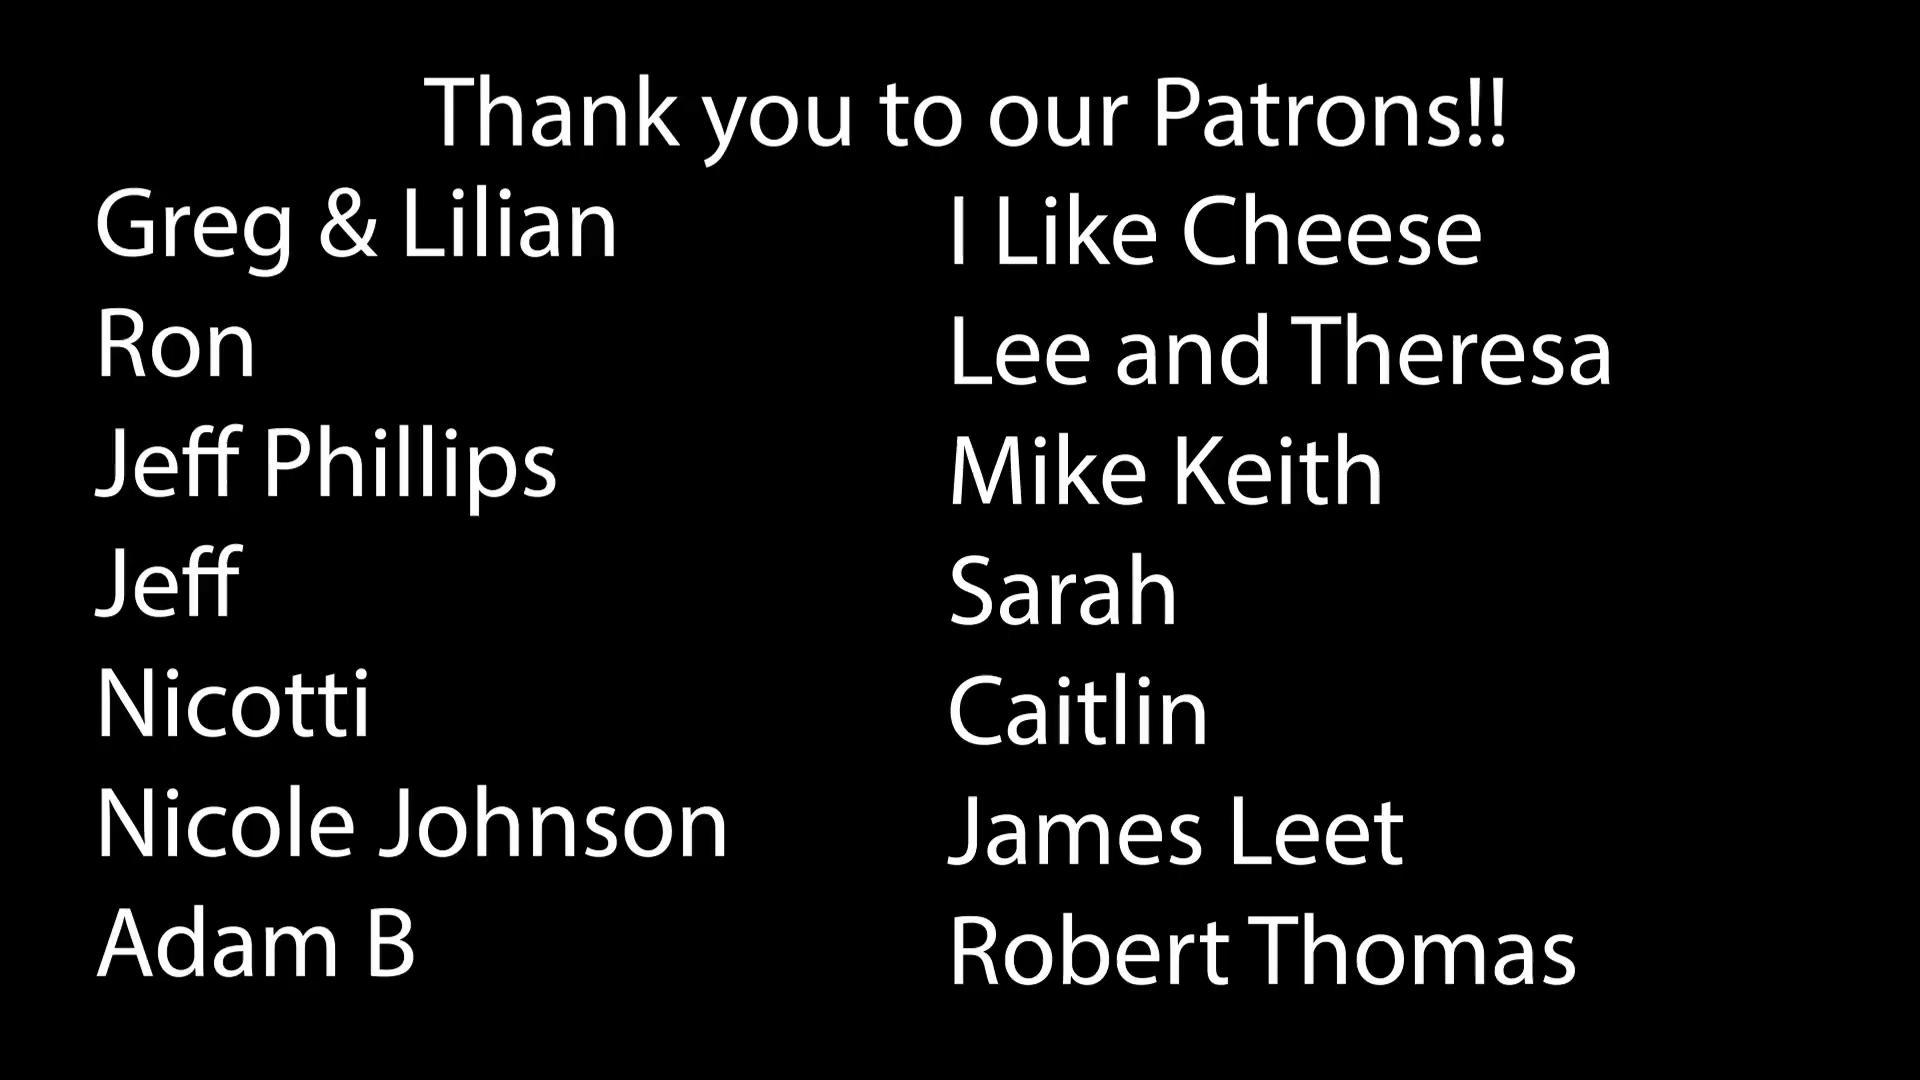 Thank you to our Patrons!!
Greg & Lilian
Ron
Jeff Phillips
Jeff
Nicotti
Nicole Johnson
Adam B
I Like Cheese
Lee and Theresa
Mike Keith
Sarah
Caitlin
James Leet
Robert Thomas